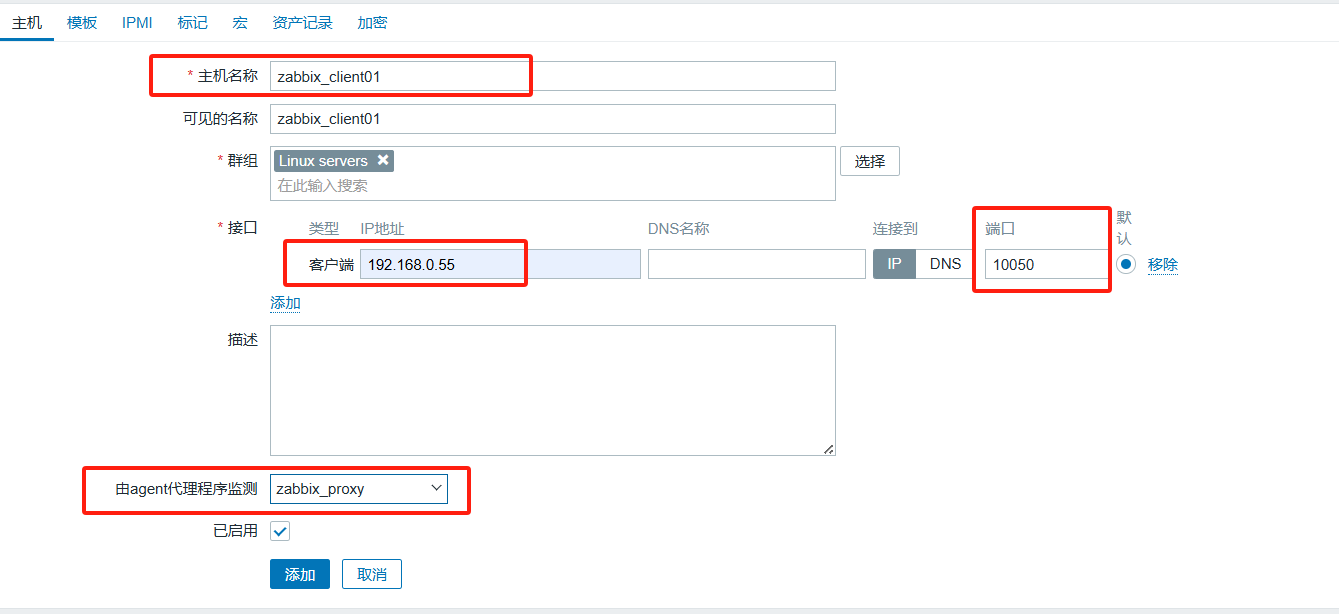 主机 模板 IPMI 标记 宏 资产记录 加密
* 主机名称 zabbix_client01
可见的名称 zabbix_client01
* 群组 Linux servers ✖ 选择
在此输入搜索
* 接口 类型 IP地址 DNS名称 连接到 端口 默认
客户端 192.168.0.55 IP DNS 10050 移除
添加
描述
由agent代理程序监测 zabbix_proxy
已启用
添加 取消